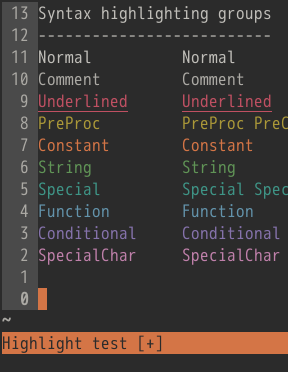 13 Syntax highlighting groups
12 --------------------------
11 Normal Normal
10 Comment Comment
9 Underlined Underlined
8 PreProc PreProc PreC
7 Constant Constant
6 String String
5 Special Special Spec
4 Function Function
3 Conditional Conditional
2 SpecialChar SpecialChar
1
0
~
Highlight test [+]